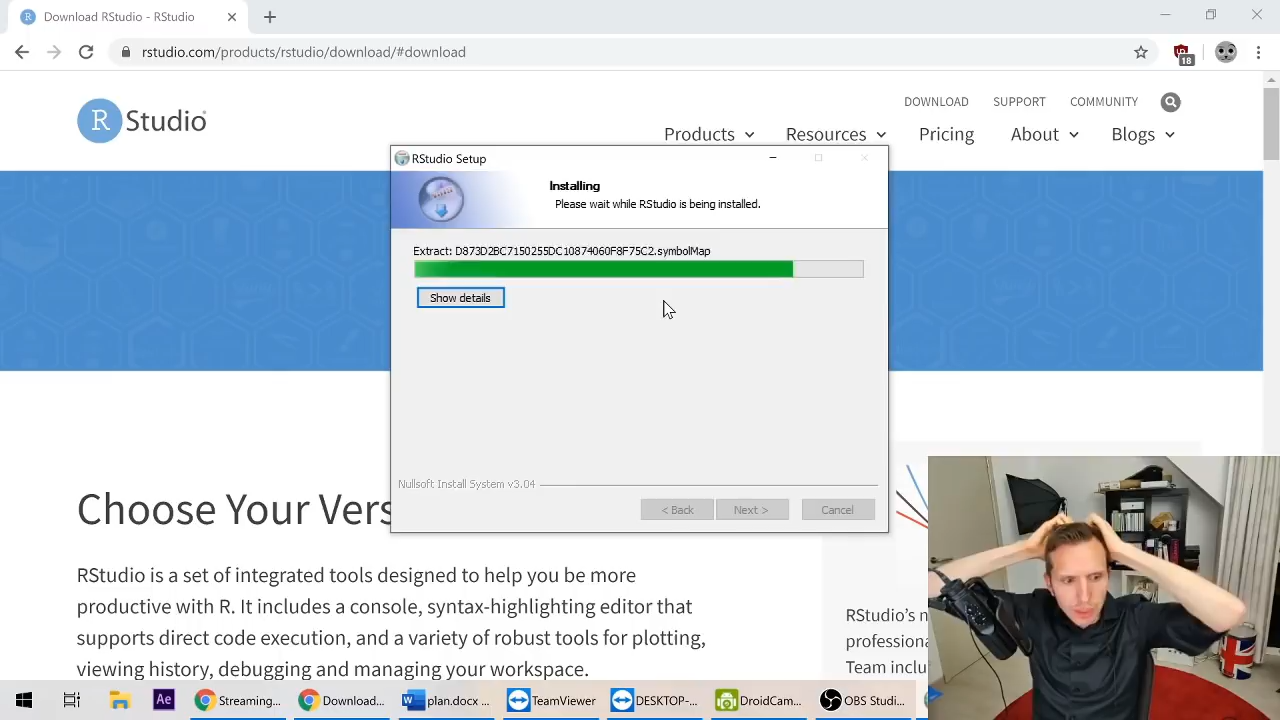 Download RStudio - RStudio
rstudio.com/products/rstudio/download/#download
18
R Studio
DOWNLOAD SUPPORT COMMUNITY
Products Resources Pricing About Blogs
RStudio Setup
Installing
Please wait while RStudio is being installed.
Extract: D873D2BC7150255DC10874060F8F75C2.symbolMap
Show details
Nullsoft Install System v3.04
< Back Next > Cancel
Choose Your Vers
RStudio is a set of integrated tools designed to help you be more
productive with R. It includes a console, syntax-highlighting editor that
supports direct code execution, and a variety of robust tools for plotting,
viewing history, debugging and managing your workspace.
RStudio's n
professiona
Team inclu
Ae Streaming... Download... plan.docx ... TeamViewer DESKTOP-... DroidCam... OBS Studi...